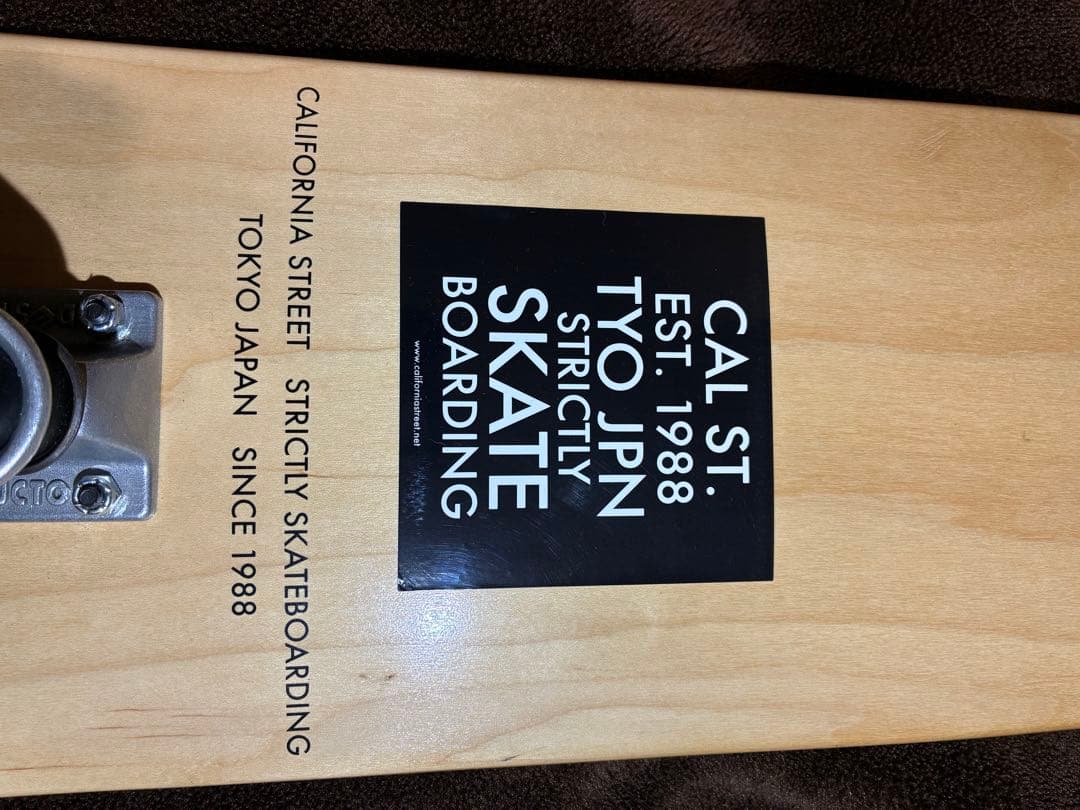 CAL ST.
EST. 1988
TYO JPN
STRICTLY
SKATE
BOARDING
www.californiastreet.net
CALIFORNIA STREET STRICTLY SKATEBOARDING
TOKYO JAPAN SINCE 1988